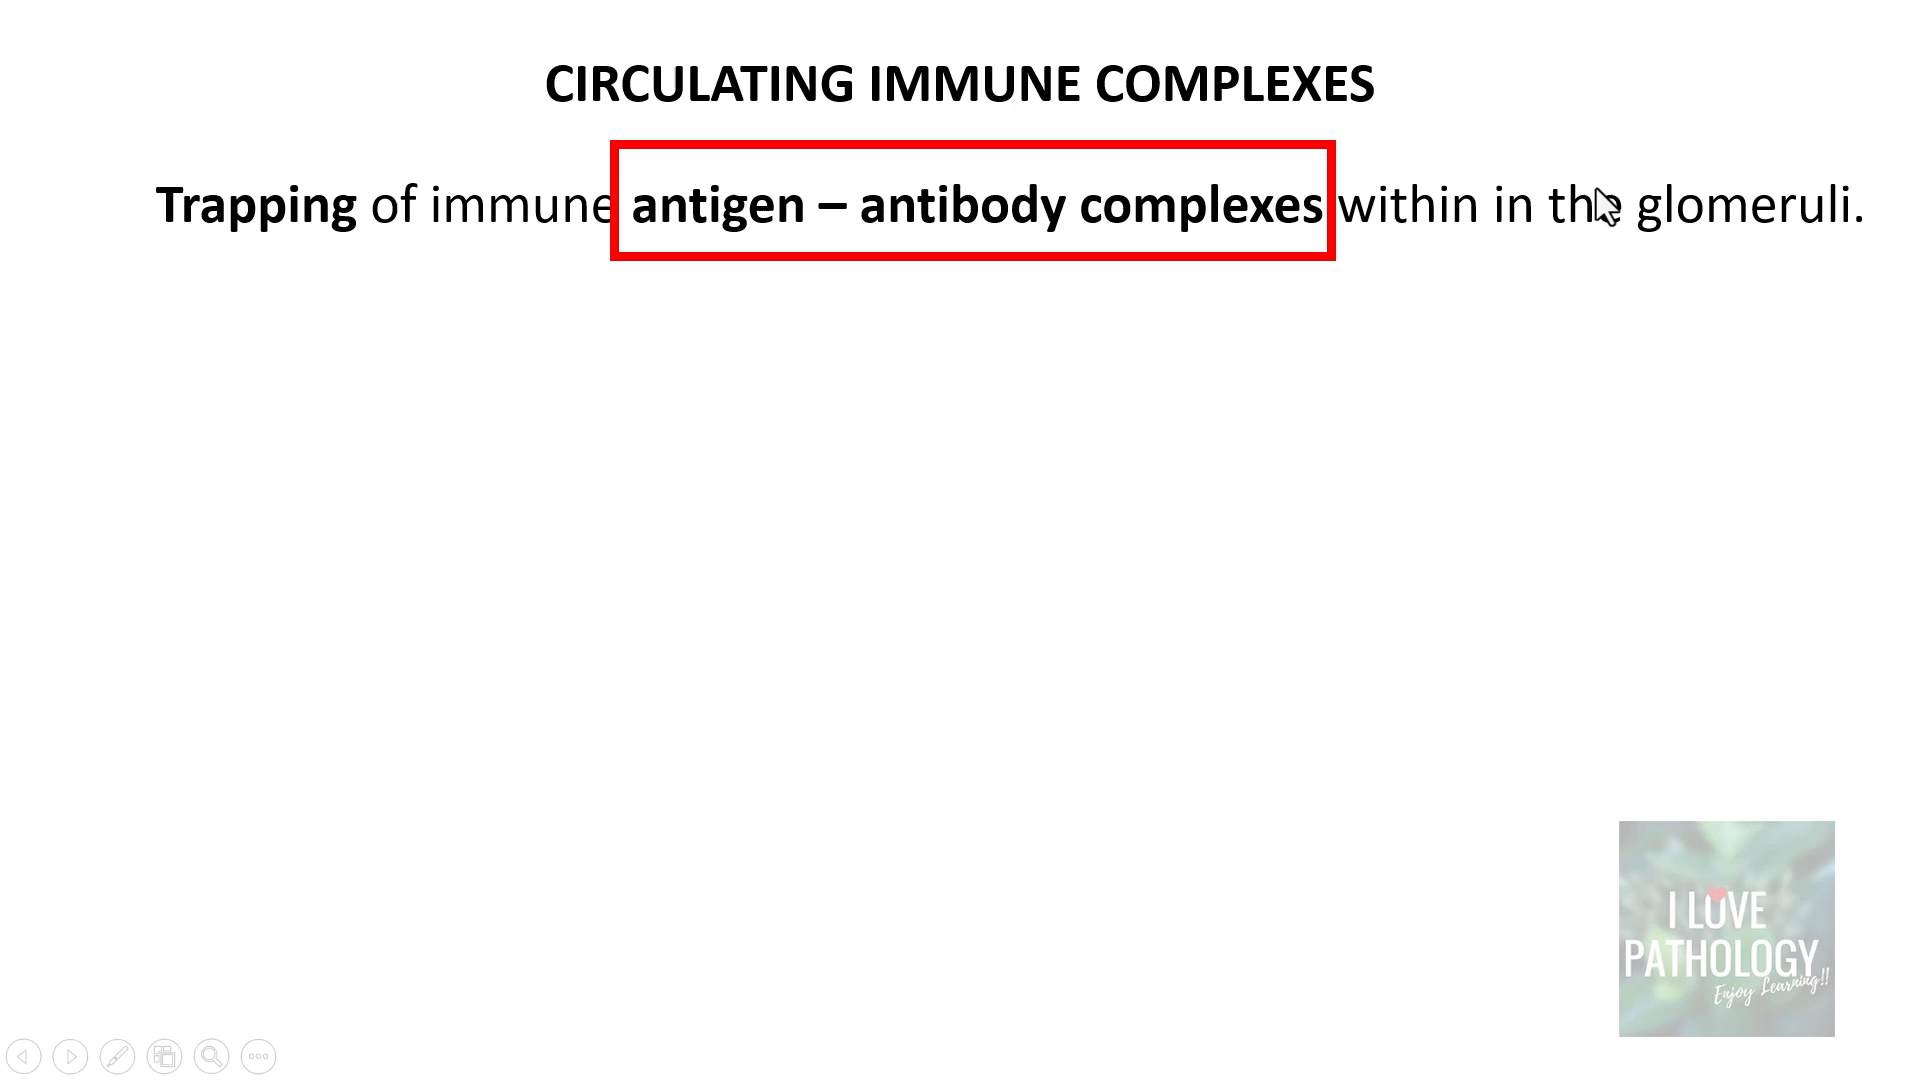 CIRCULATING IMMUNE COMPLEXES
Trapping of immune antigen – antibody complexes within in the glomeruli.
I LOVE
PATHOLOGY
Enjoy Learning!!